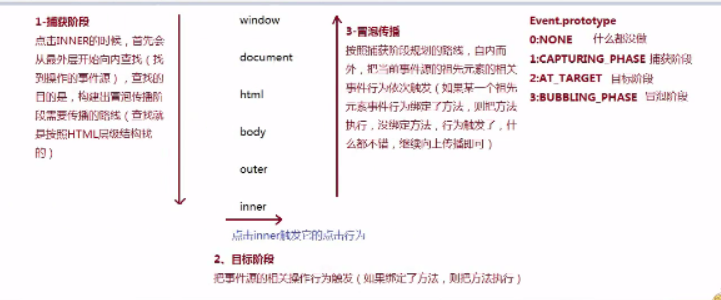 1-捕获阶段
点击INNER的时候，首先会
从最外层开始向内查找（找
到操作的事件源），查找的
目的是，构建出冒泡传播阶
段需要传播的路线（查找就
是按照HTML层级结构找
的）
window
document
html
body
outer
inner
点击inner触发它的点击行为
2、目标阶段
把事件源的相关操作行为触发（如果绑定了方法，则把方法执行）
3-冒泡传播
按照捕获阶段规划的路线，自内而
外，把当前事件源的祖先元素的相关
事件行为依次触发（如果某一个祖先
元素事件行为绑定了方法，则把方法
执行，没绑定方法，行为触发了，什
么都不错，继续向上传播即可）
Event.prototype
0:NONE 什么都没做
1:CAPTURING_PHASE 捕获阶段
2:AT_TARGET 目标阶段
3:BUBBLING_PHASE 冒泡阶段